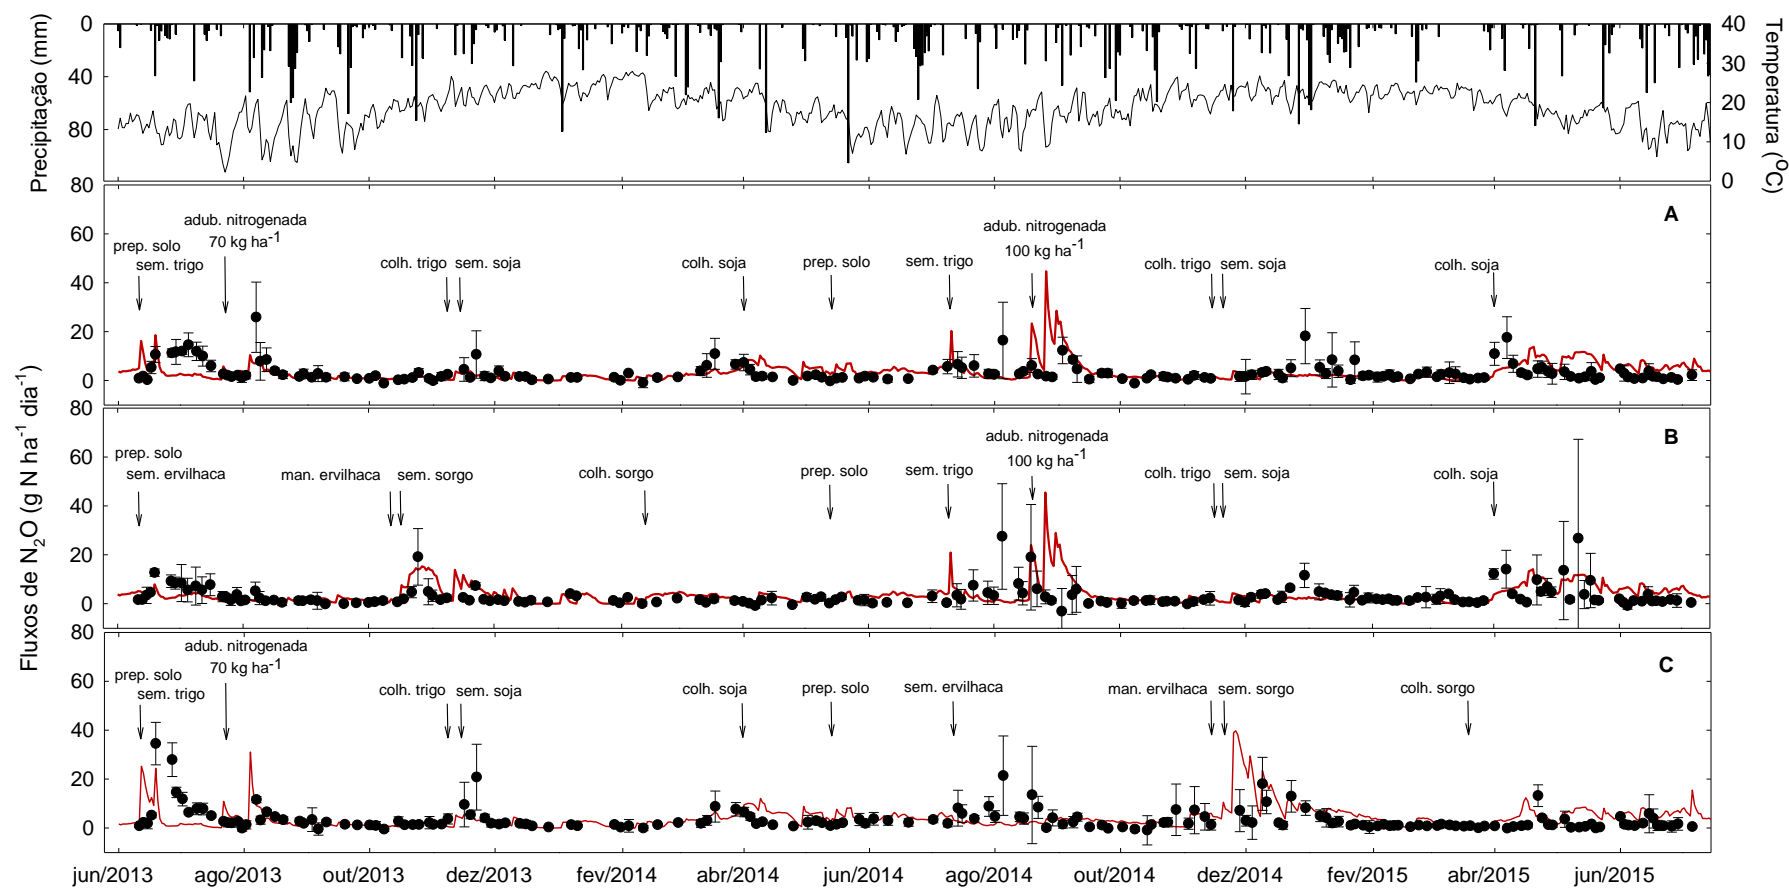 Precipitação (mm)
0
40
80
Temperatura (ºC)
40
30
20
10
0
Fluxos de N₂O (g N ha⁻¹ dia⁻¹)
80
60
40
20
0
A
prep. solo
sem. trigo
adub. nitrogenada
70 kg ha⁻¹
colh. trigo
sem. soja
colh. soja
prep. solo
sem. trigo
adub. nitrogenada
100 kg ha⁻¹
colh. trigo
sem. soja
colh. soja
80
60
40
20
0
B
prep. solo
sem. ervilhaca
man. ervilhaca
sem. sorgo
colh. sorgo
prep. solo
sem. trigo
adub. nitrogenada
100 kg ha⁻¹
colh. trigo
sem. soja
colh. soja
80
60
40
20
0
C
prep. solo
sem. trigo
adub. nitrogenada
70 kg ha⁻¹
colh. trigo
sem. soja
colh. soja
prep. solo
sem. ervilhaca
man. ervilhaca
sem. sorgo
colh. sorgo
jun/2013 ago/2013 out/2013 dez/2013 fev/2014 abr/2014 jun/2014 ago/2014 out/2014 dez/2014 fev/2015 abr/2015 jun/2015